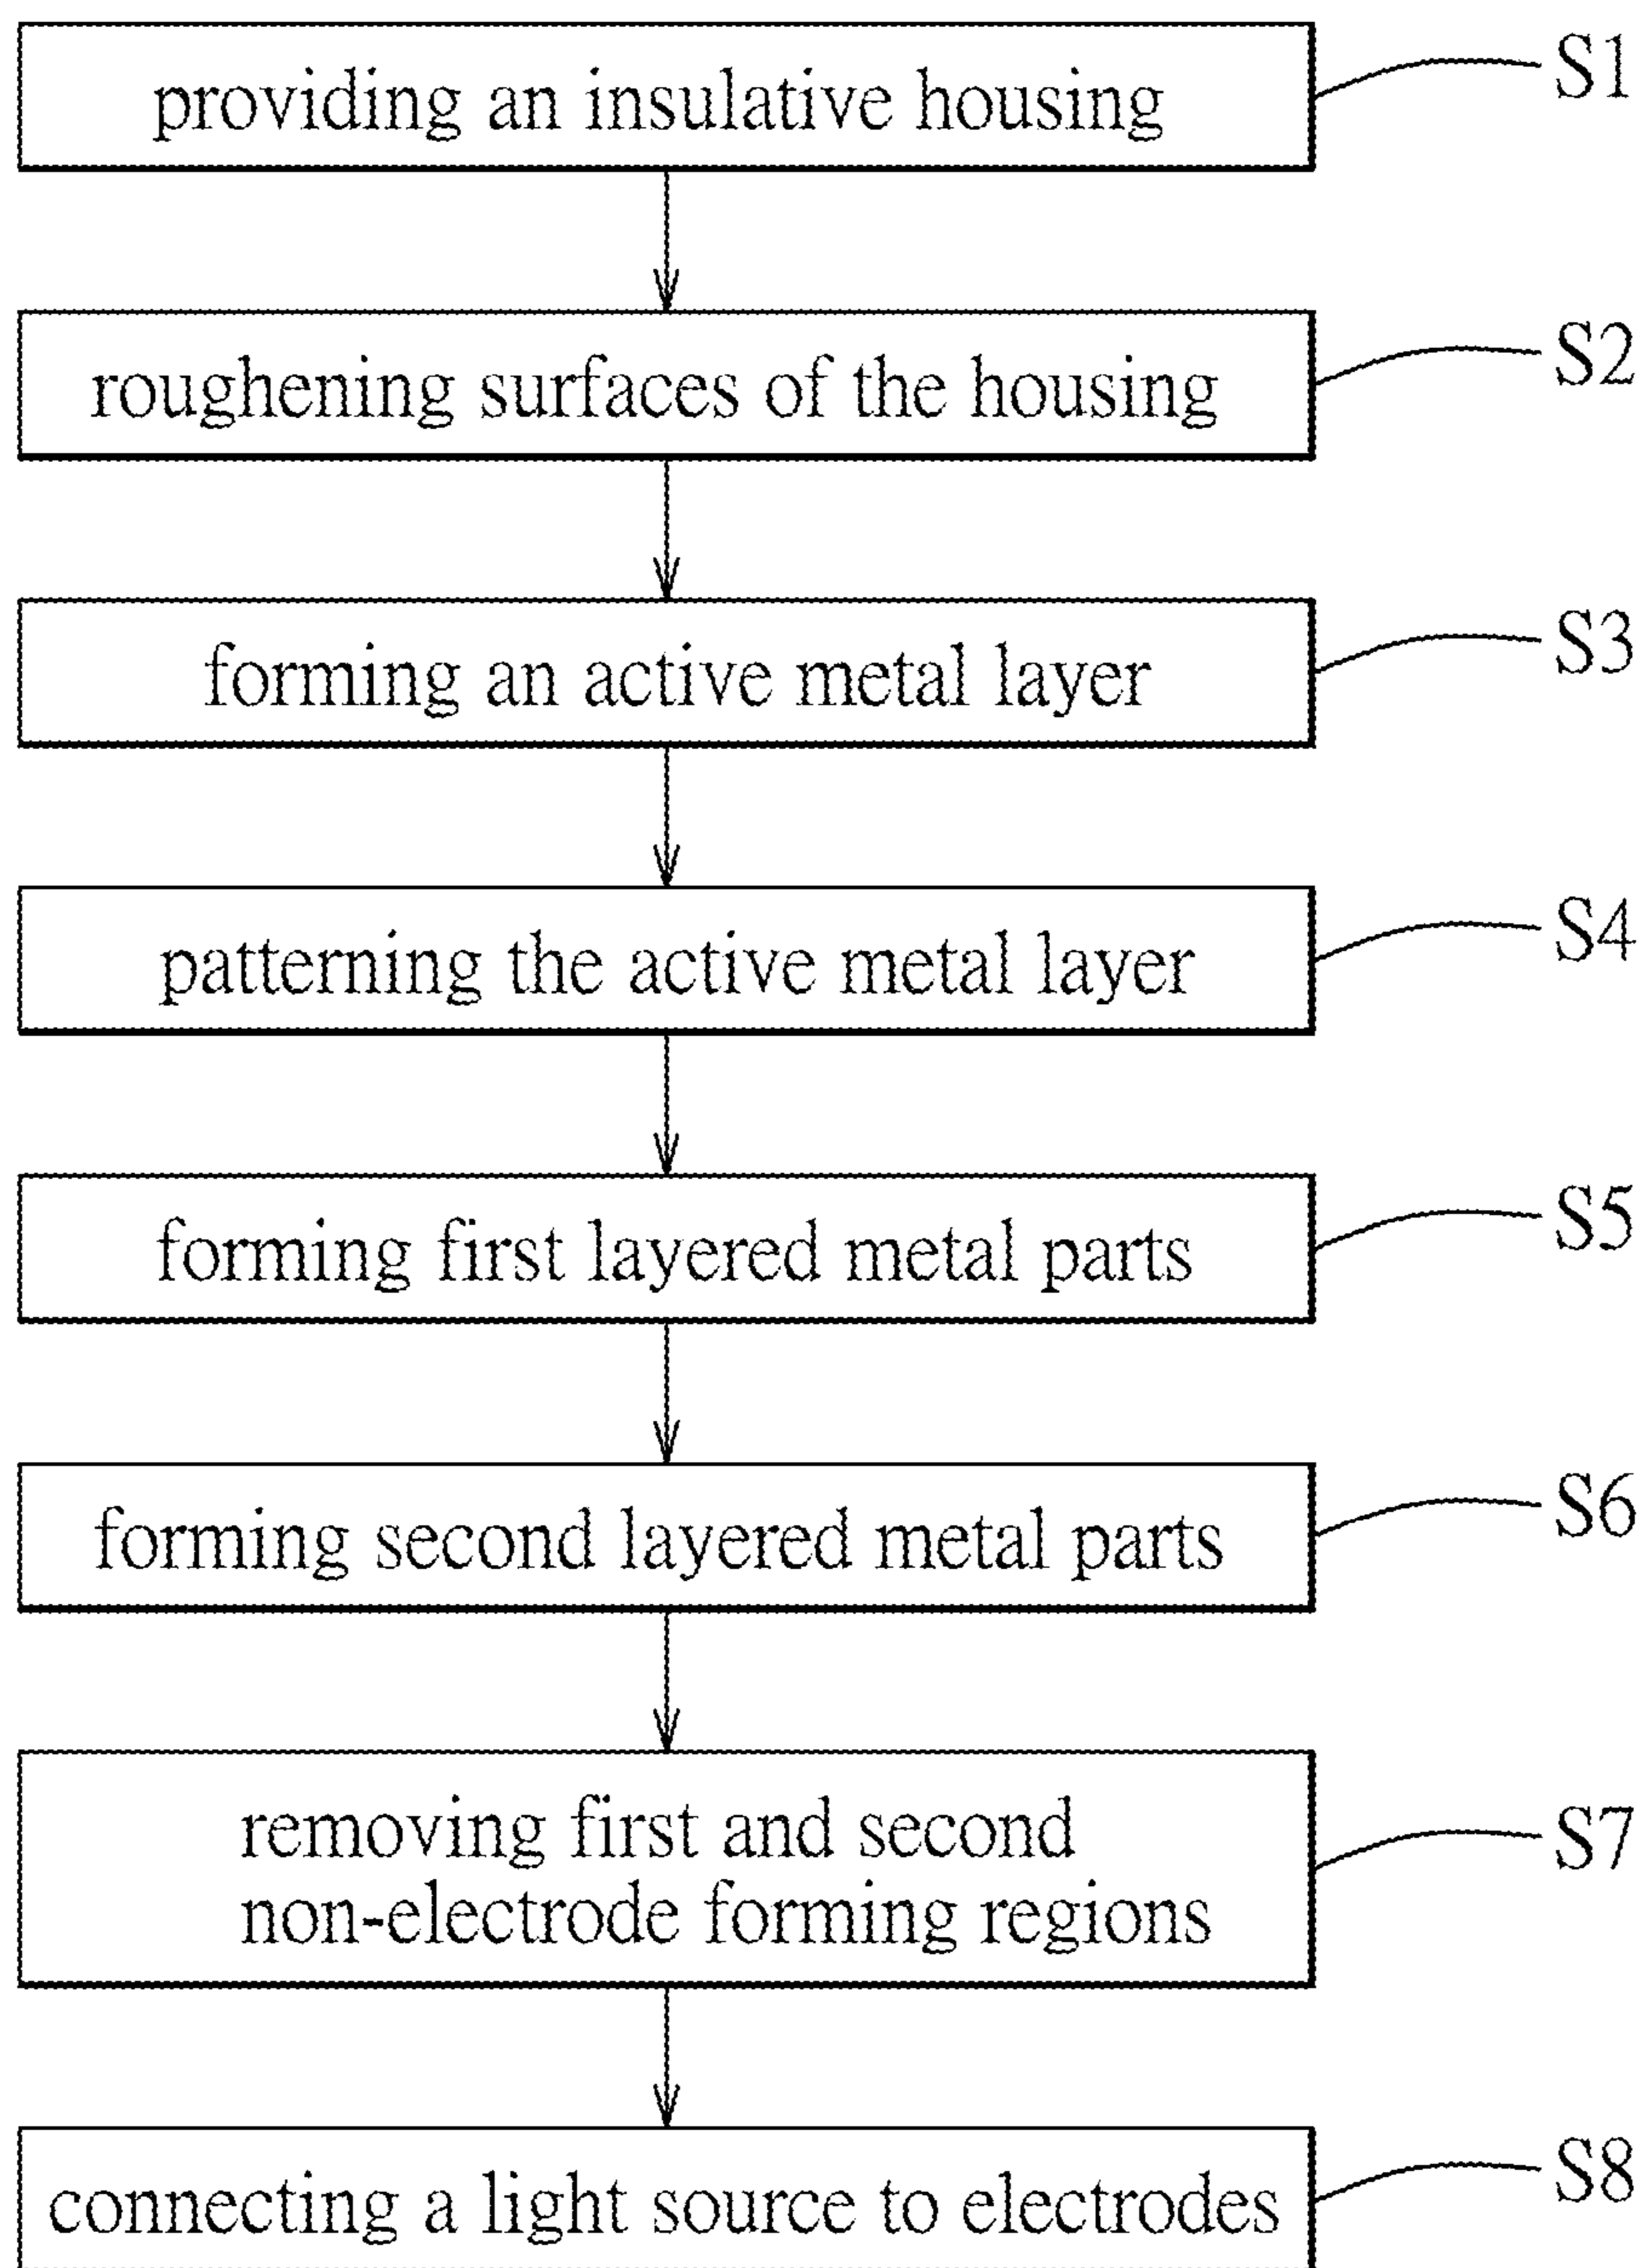 providing an insulative housing
S1
roughening surfaces of the housing
S2
forming an active metal layer
S3
patterning the active metal layer
S4
forming first layered metal parts
S5
forming second layered metal parts
S6
removing first and second
non-electrode forming regions
S7
connecting a light source to electrodes
S8